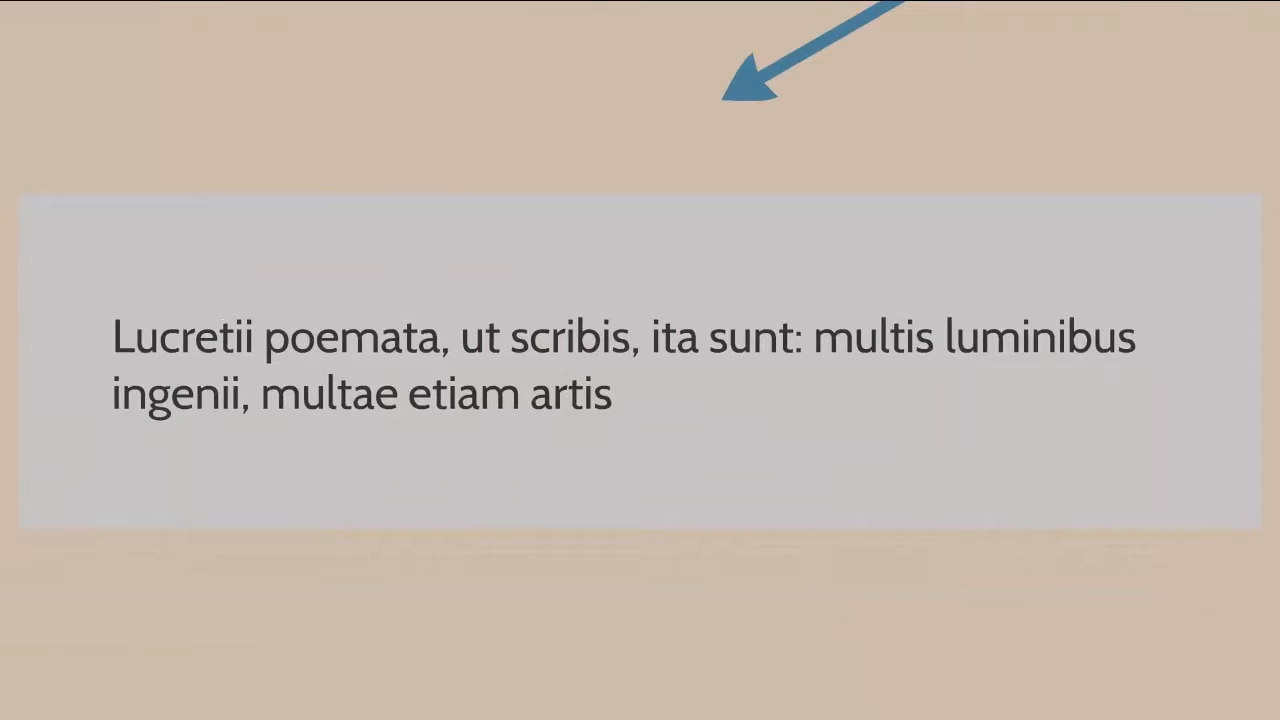 Lucretii poemata, ut scribis, ita sunt: multis luminibus
ingenii, multae etiam artis